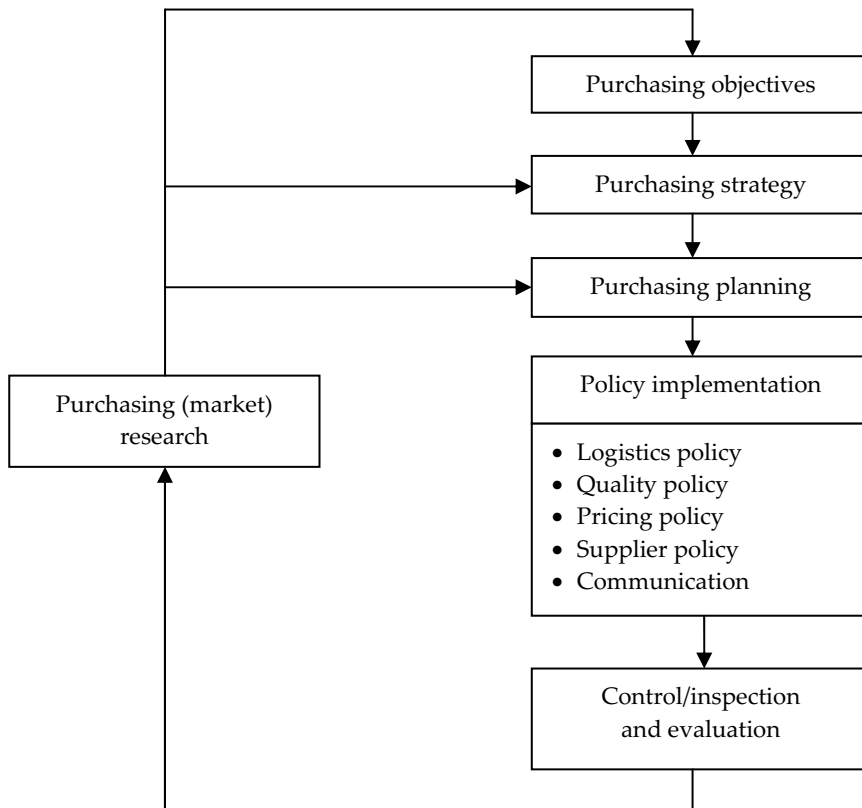 Purchasing objectives
Purchasing strategy
Purchasing planning
Policy implementation
Purchasing (market)
research
• Logistics policy
• Quality policy
• Pricing policy
• Supplier policy
• Communication
Control/inspection
and evaluation